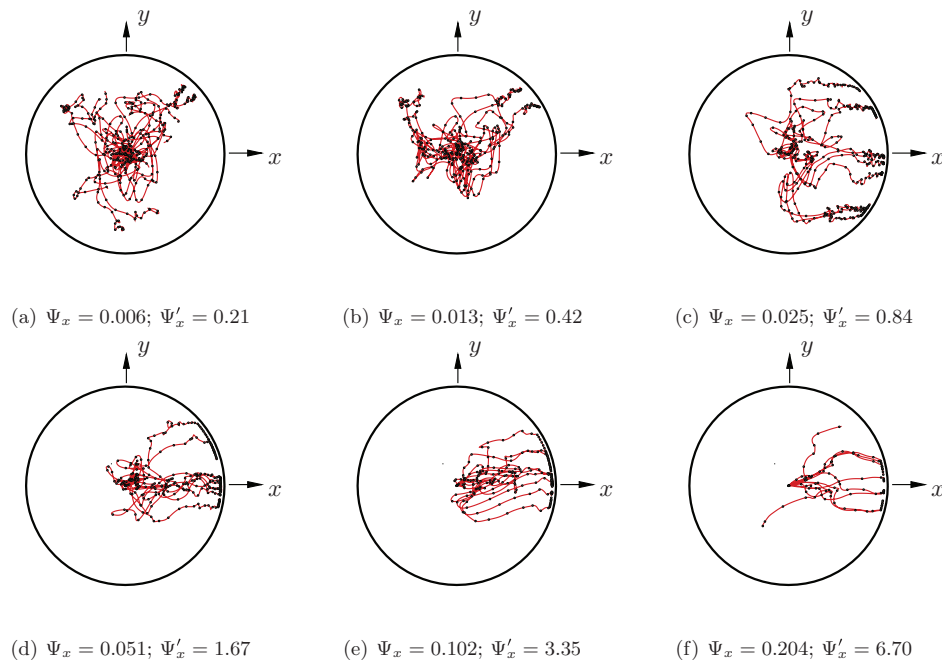 y
y
y
x
x
x
(a) Ψₓ = 0.006; Ψ′ₓ = 0.21
(b) Ψₓ = 0.013; Ψ′ₓ = 0.42
(c) Ψₓ = 0.025; Ψ′ₓ = 0.84
y
y
y
x
x
x
(d) Ψₓ = 0.051; Ψ′ₓ = 1.67
(e) Ψₓ = 0.102; Ψ′ₓ = 3.35
(f) Ψₓ = 0.204; Ψ′ₓ = 6.70